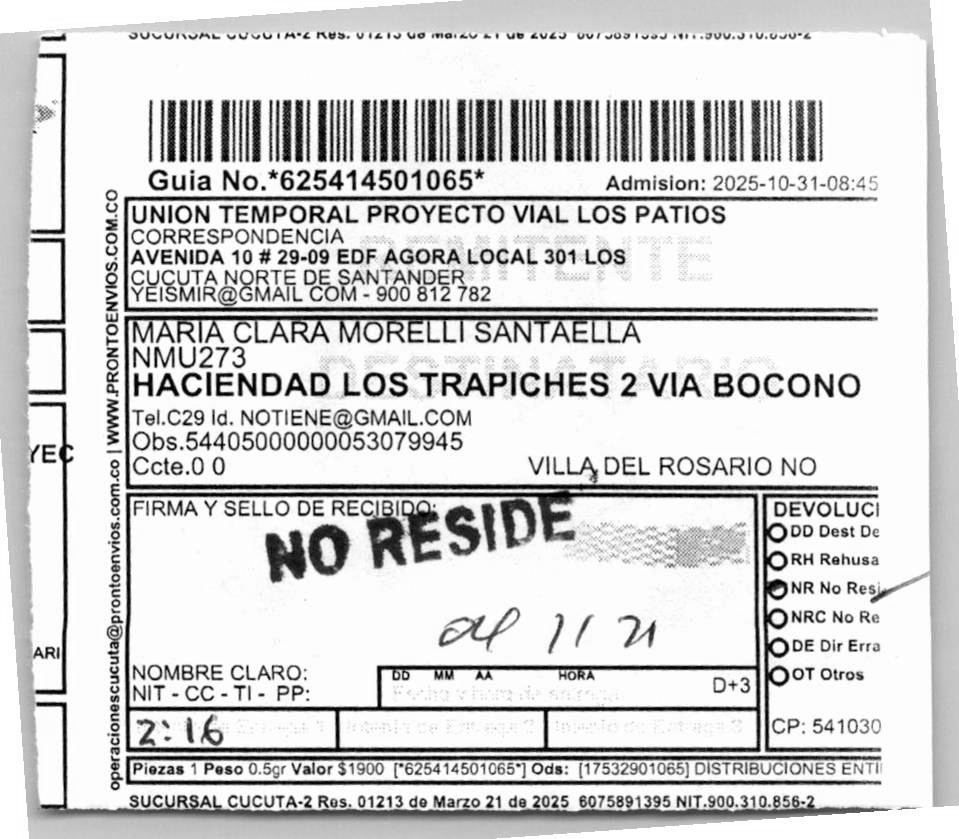 SUCURSAL CUCUTA-2 Res. 01213 de Marzo 21 de 2025 6075891395 NIT.900.310.856-2
Guia No.*625414501065*
Admision: 2025-10-31-08:45
UNION TEMPORAL PROYECTO VIAL LOS PATIOS
CORRESPONDENCIA
REMITENTE
AVENIDA 10 # 29-09 EDF AGORA LOCAL 301 LOS
CUCUTA NORTE DE SANTANDER
YEISMIR@GMAIL COM - 900 812 782
MARIA CLARA MORELLI SANTAELLA
NMU273
DESTINATARIO
HACIENDAD LOS TRAPICHES 2 VIA BOCONO
Tel.C29 Id. NOTIENE@GMAIL.COM
Obs.54405000000053079945
Ccte.0 0
VILLA DEL ROSARIO NO
FIRMA Y SELLO DE RECIBIDO:
NO RESIDE
DEVOLUCI
DD Dest De
RH Rehusa
NR No Resi
NRC No Re
DE Dir Erra
OT Otros
NOMBRE CLARO:
NIT - CC - TI - PP:
DD MM AA HORA
Fecha y hora de entrega
D+3
2:16
CP: 541030
Piezas 1 Peso 0.5gr Valor $1900 [*625414501065*] Ods: [17532901065] DISTRIBUCIONES ENTI
SUCURSAL CUCUTA-2 Res. 01213 de Marzo 21 de 2025 6075891395 NIT.900.310.856-2
operacionescucuta@prontoenvios.com.co | WWW.PRONTOENVIOS.COM.CO
YEC
ARI